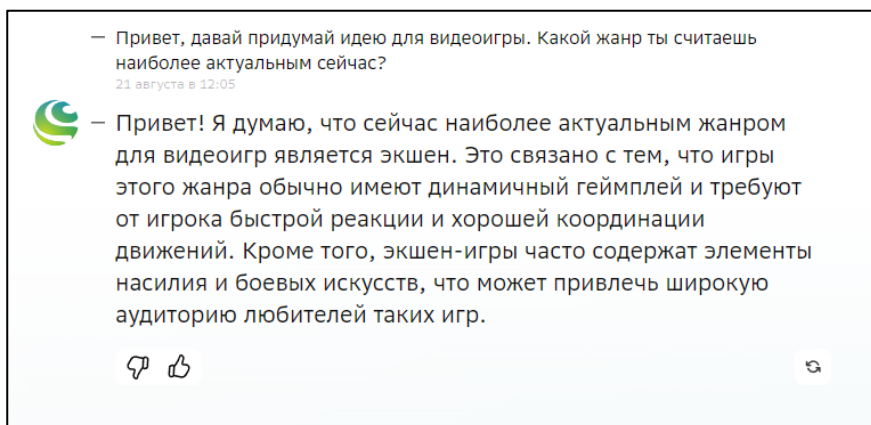 — Привет, давай придумай идею для видеоигры. Какой жанр ты считаешь
наиболее актуальным сейчас?
21 августа в 12:05
— Привет! Я думаю, что сейчас наиболее актуальным жанром
для видеоигр является экшен. Это связано с тем, что игры
этого жанра обычно имеют динамичный геймплей и требуют
от игрока быстрой реакции и хорошей координации
движений. Кроме того, экшен-игры часто содержат элементы
насилия и боевых искусств, что может привлечь широкую
аудиторию любителей таких игр.